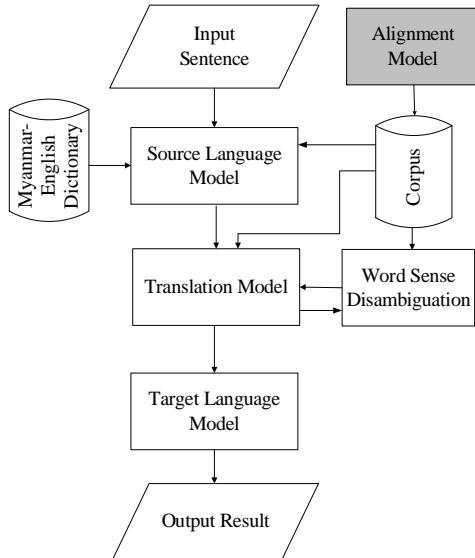 Input
Sentence
Alignment
Model
Myanmar-
English
Dictionary
Source Language
Model
Corpus
Translation Model
Word Sense
Disambiguation
Target Language
Model
Output Result